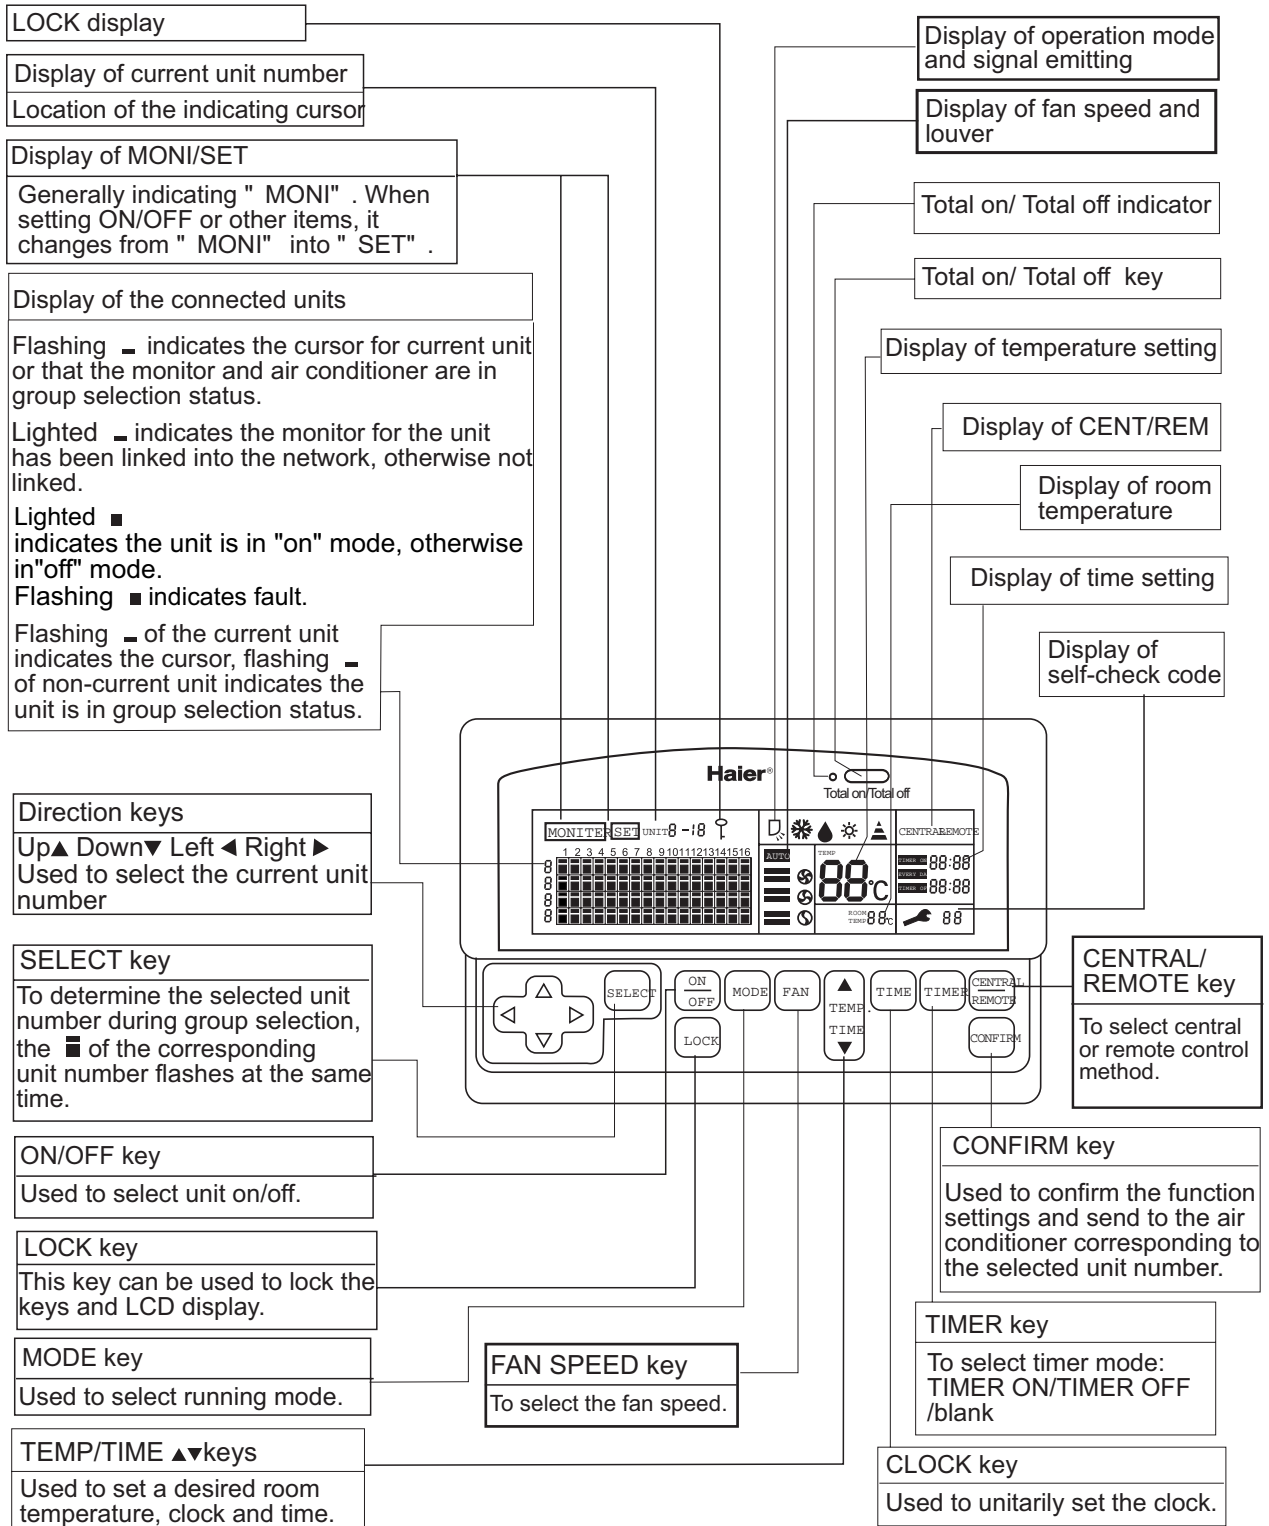 LOCK display
Display of current unit number
Location of the indicating cursor
Display of MONI/SET
Generally indicating " MONI" . When
setting ON/OFF or other items, it
changes from " MONI" into " SET" .
Display of the connected units
Flashing ▬ indicates the cursor for current unit
or that the monitor and air conditioner are in
group selection status.
Lighted ▬ indicates the monitor for the unit
has been linked into the network, otherwise not
linked.
Lighted ■
indicates the unit is in "on" mode, otherwise
in"off" mode.
Flashing ■ indicates fault.
Flashing ▬ of the current unit
indicates the cursor, flashing ▬
of non-current unit indicates the
unit is in group selection status.
Direction keys
Up▲ Down▼ Left ◀ Right ▶
Used to select the current unit
number
SELECT key
To determine the selected unit
number during group selection,
the of the corresponding
unit number flashes at the same
time.
ON/OFF key
Used to select unit on/off.
LOCK key
This key can be used to lock the
keys and LCD display.
MODE key
Used to select running mode.
TEMP/TIME ▲▼keys
Used to set a desired room
temperature, clock and time.
FAN SPEED key
To select the fan speed.
Display of operation mode
and signal emitting
Display of fan speed and
louver
Total on/ Total off indicator
Total on/ Total off key
Display of temperature setting
Display of CENT/REM
Display of room
temperature
Display of time setting
Display of
self-check code
Haier®
Total on/Total off
MONITER SET UNIT 8 -18
CENTRAL REMOTE
1 2 3 4 5 6 7 8 9 10 11 12 13 14 15 16
8
8
8
8
AUTO
TEMP
88°C
ROOM
TEMP 88°C
TIMER ON 88:88
EVERY DA
TIMER OF 88:88
88
SELECT
ON
OFF
LOCK
MODE
FAN
▲
TEMP.
TIME
▼
TIME
TIMER
CENTRAL
REMOTE
CONFIRM
CENTRAL/
REMOTE key
To select central
or remote control
method.
CONFIRM key
Used to confirm the function
settings and send to the air
conditioner corresponding to
the selected unit number.
TIMER key
To select timer mode:
TIMER ON/TIMER OFF
/blank
CLOCK key
Used to unitarily set the clock.